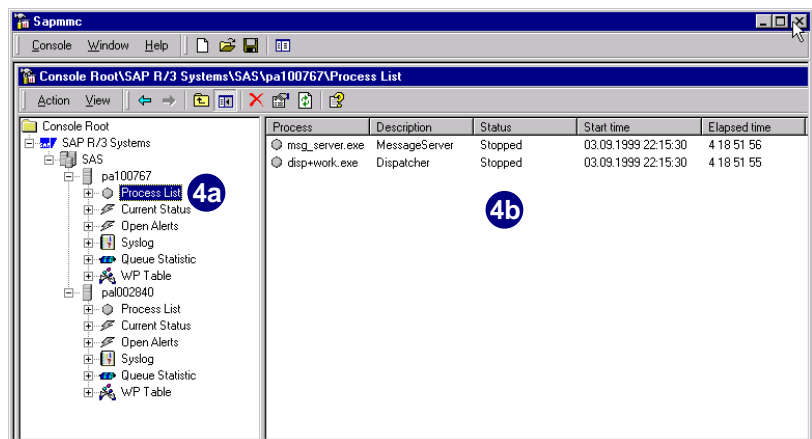 Sapmmc
Console Window Help
Console Root\SAP R/3 Systems\SAS\pa100767\Process List
Action View
Console Root
SAP R/3 Systems
SAS
pa100767
Process List
4a
Current Status
Open Alerts
Syslog
Queue Statistic
WP Table
pal002840
Process List
Current Status
Open Alerts
Syslog
Queue Statistic
WP Table
Process Description Status Start time Elapsed time
msg_server.exe MessageServer Stopped 03.09.1999 22:15:30 4 18 51 56
disp+work.exe Dispatcher Stopped 03.09.1999 22:15:30 4 18 51 55
4b